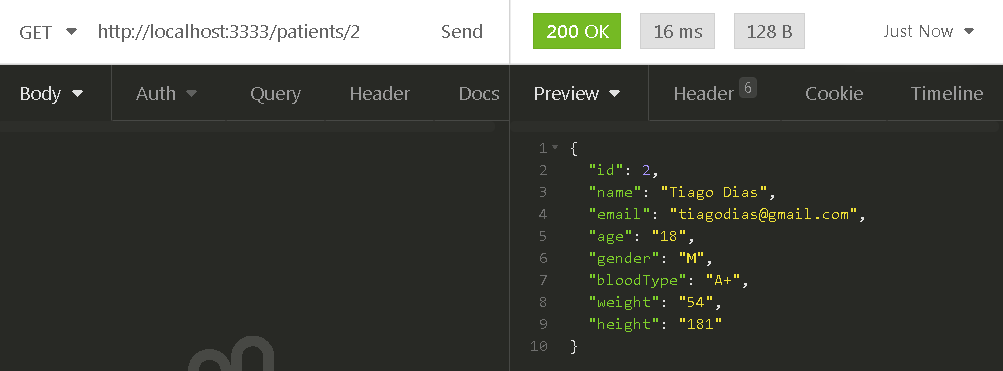 GET http://localhost:3333/patients/2 Send 200 OK 16 ms 128 B Just Now
Body Auth Query Header Docs Preview Header 6 Cookie Timeline
1 {
2 "id": 2,
3 "name": "Tiago Dias",
4 "email": "tiagodias@gmail.com",
5 "age": "18",
6 "gender": "M",
7 "bloodType": "A+",
8 "weight": "54",
9 "height": "181"
10 }